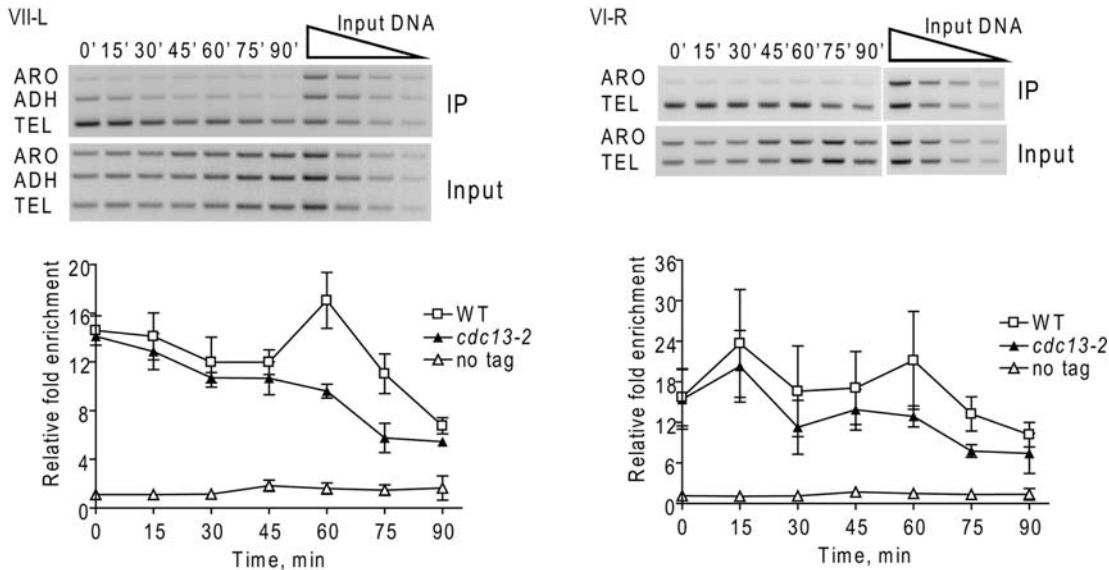 VII-L
Input DNA
0' 15' 30' 45' 60' 75' 90'
ARO
ADH
TEL
IP
ARO
ADH
TEL
Input
Relative fold enrichment
20
16
12
8
4
0
0 15 30 45 60 75 90
Time, min
WT
cdc13-2
no tag
VI-R
Input DNA
0' 15' 30' 45' 60' 75' 90'
ARO
TEL
IP
ARO
TEL
Input
Relative fold enrichment
36
30
24
18
12
6
0
0 15 30 45 60 75 90
Time, min
WT
cdc13-2
no tag